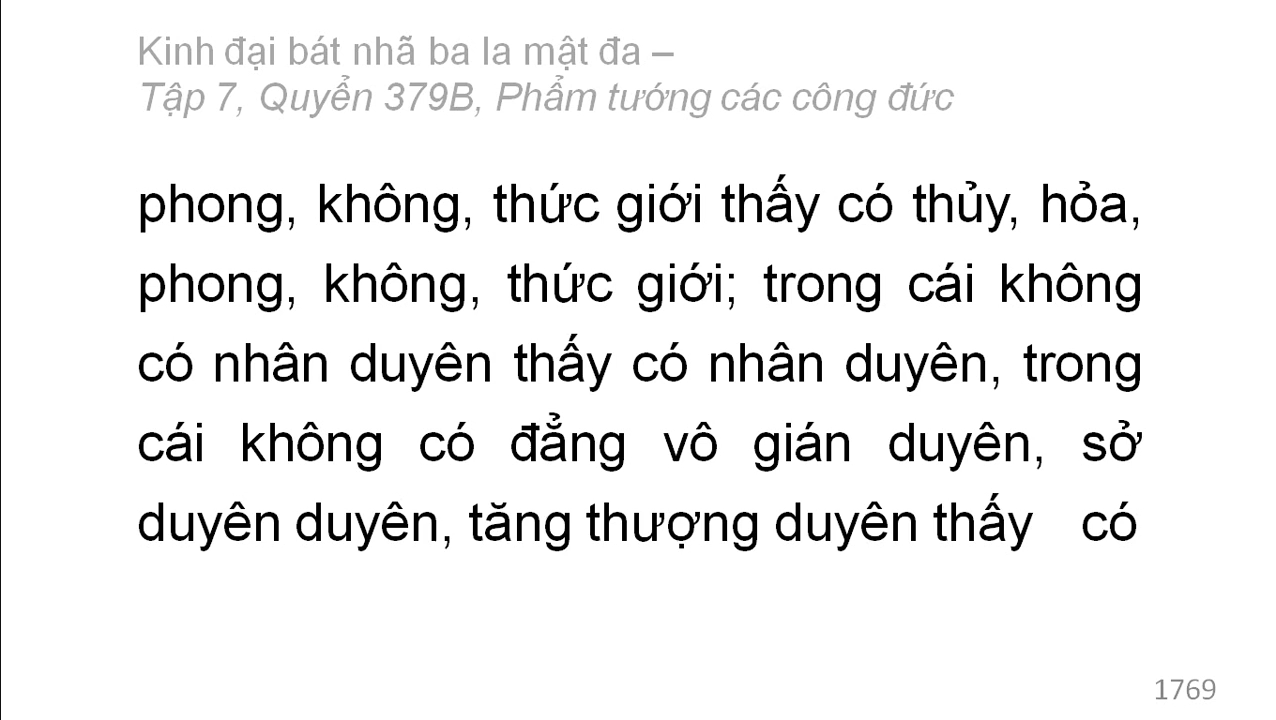 Kinh đại bát nhã ba la mật đa –
Tập 7, Quyển 379B, Phẩm tướng các công đức
phong, không, thức giới thấy có thủy, hỏa,
phong, không, thức giới; trong cái không
có nhân duyên thấy có nhân duyên, trong
cái không có đẳng vô gián duyên, sở
duyên duyên, tăng thượng duyên thấy có
1769